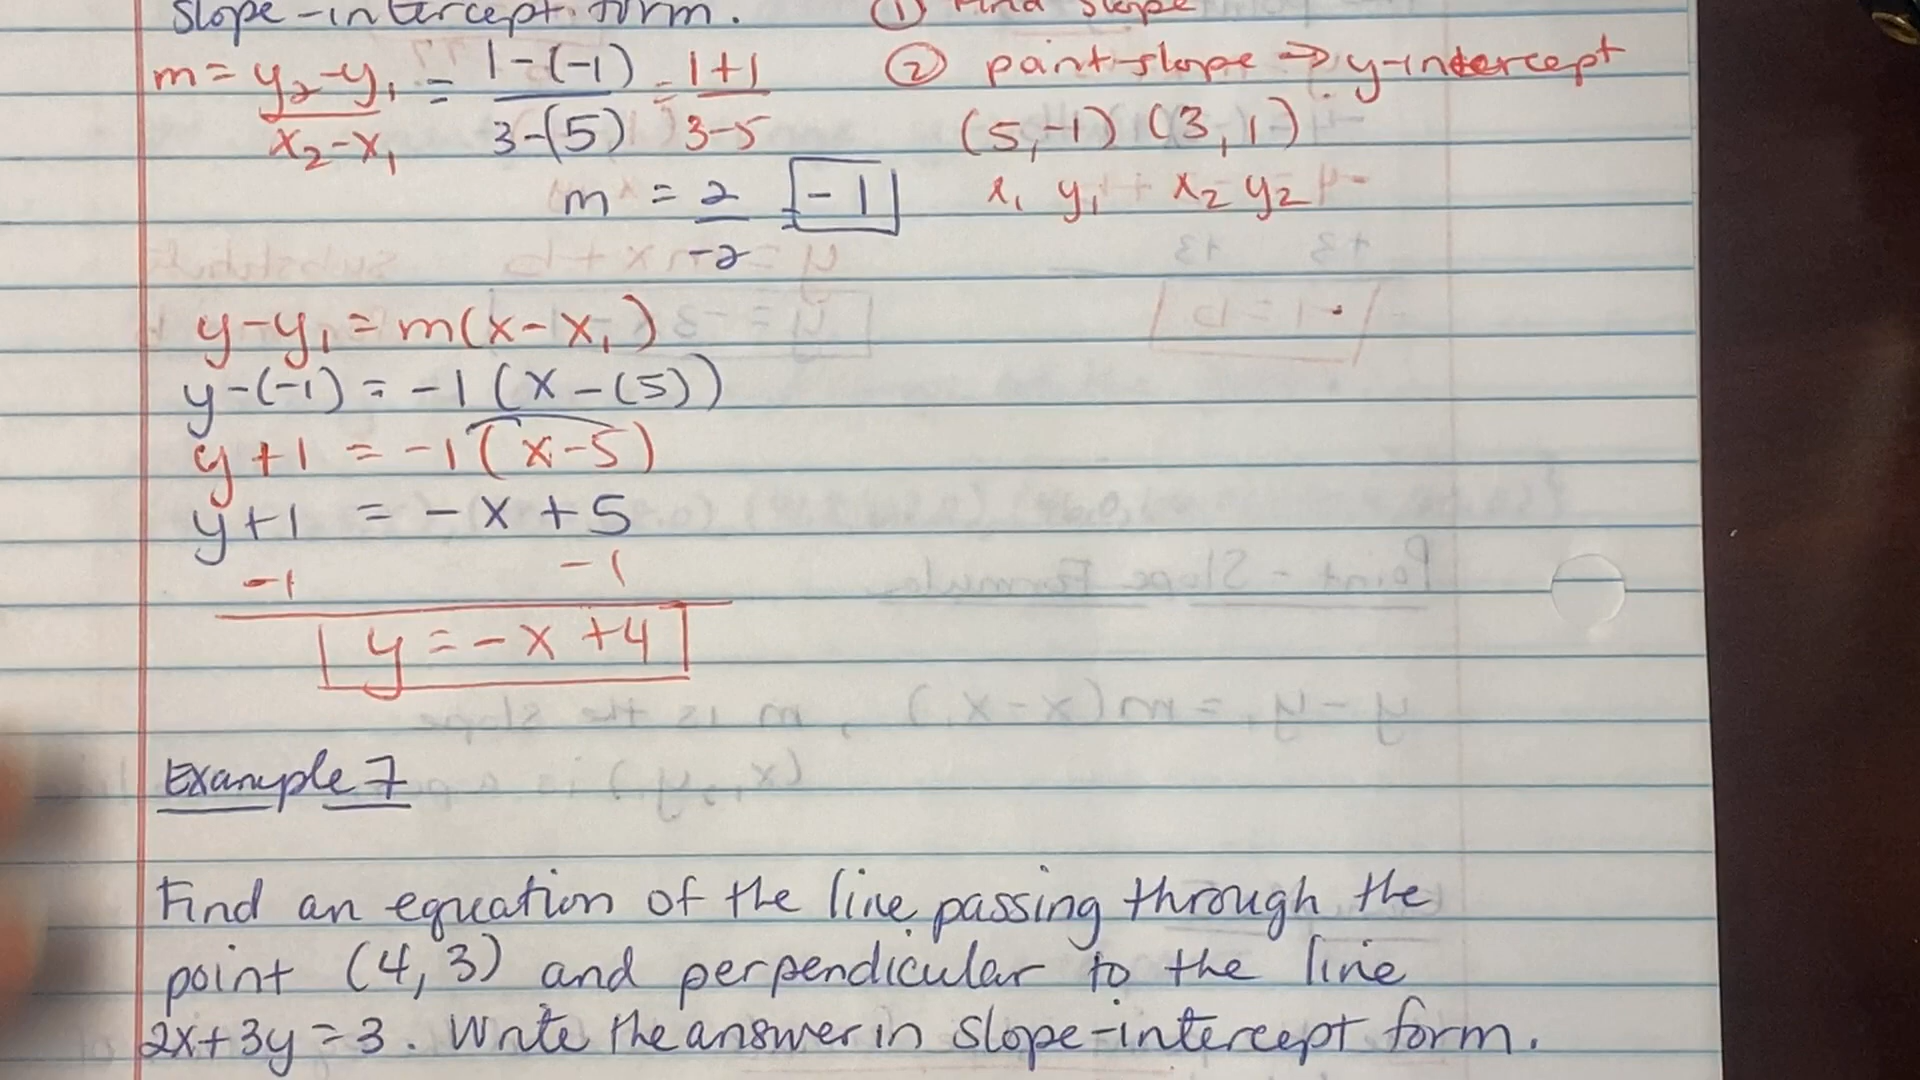 slope-intercept form.
① Find slope
m = y₂-y₁ = 1-(-1) = 1+1
x₂-x₁ 3-(5) 3-5
m = 2 = -1
-2
② point-slope ⇒ y-intercept
(5,-1) (3,1)
x₁ y₁ x₂ y₂
y-y₁ = m(x-x₁)
y-(-1) = -1(x-(5))
y+1 = -1(x-5)
y+1 = -x+5
-1 -1
y = -x+4
Example 7
Find an equation of the line passing through the
point (4,3) and perpendicular to the line
2x+3y=3. Write the answer in slope-intercept form.